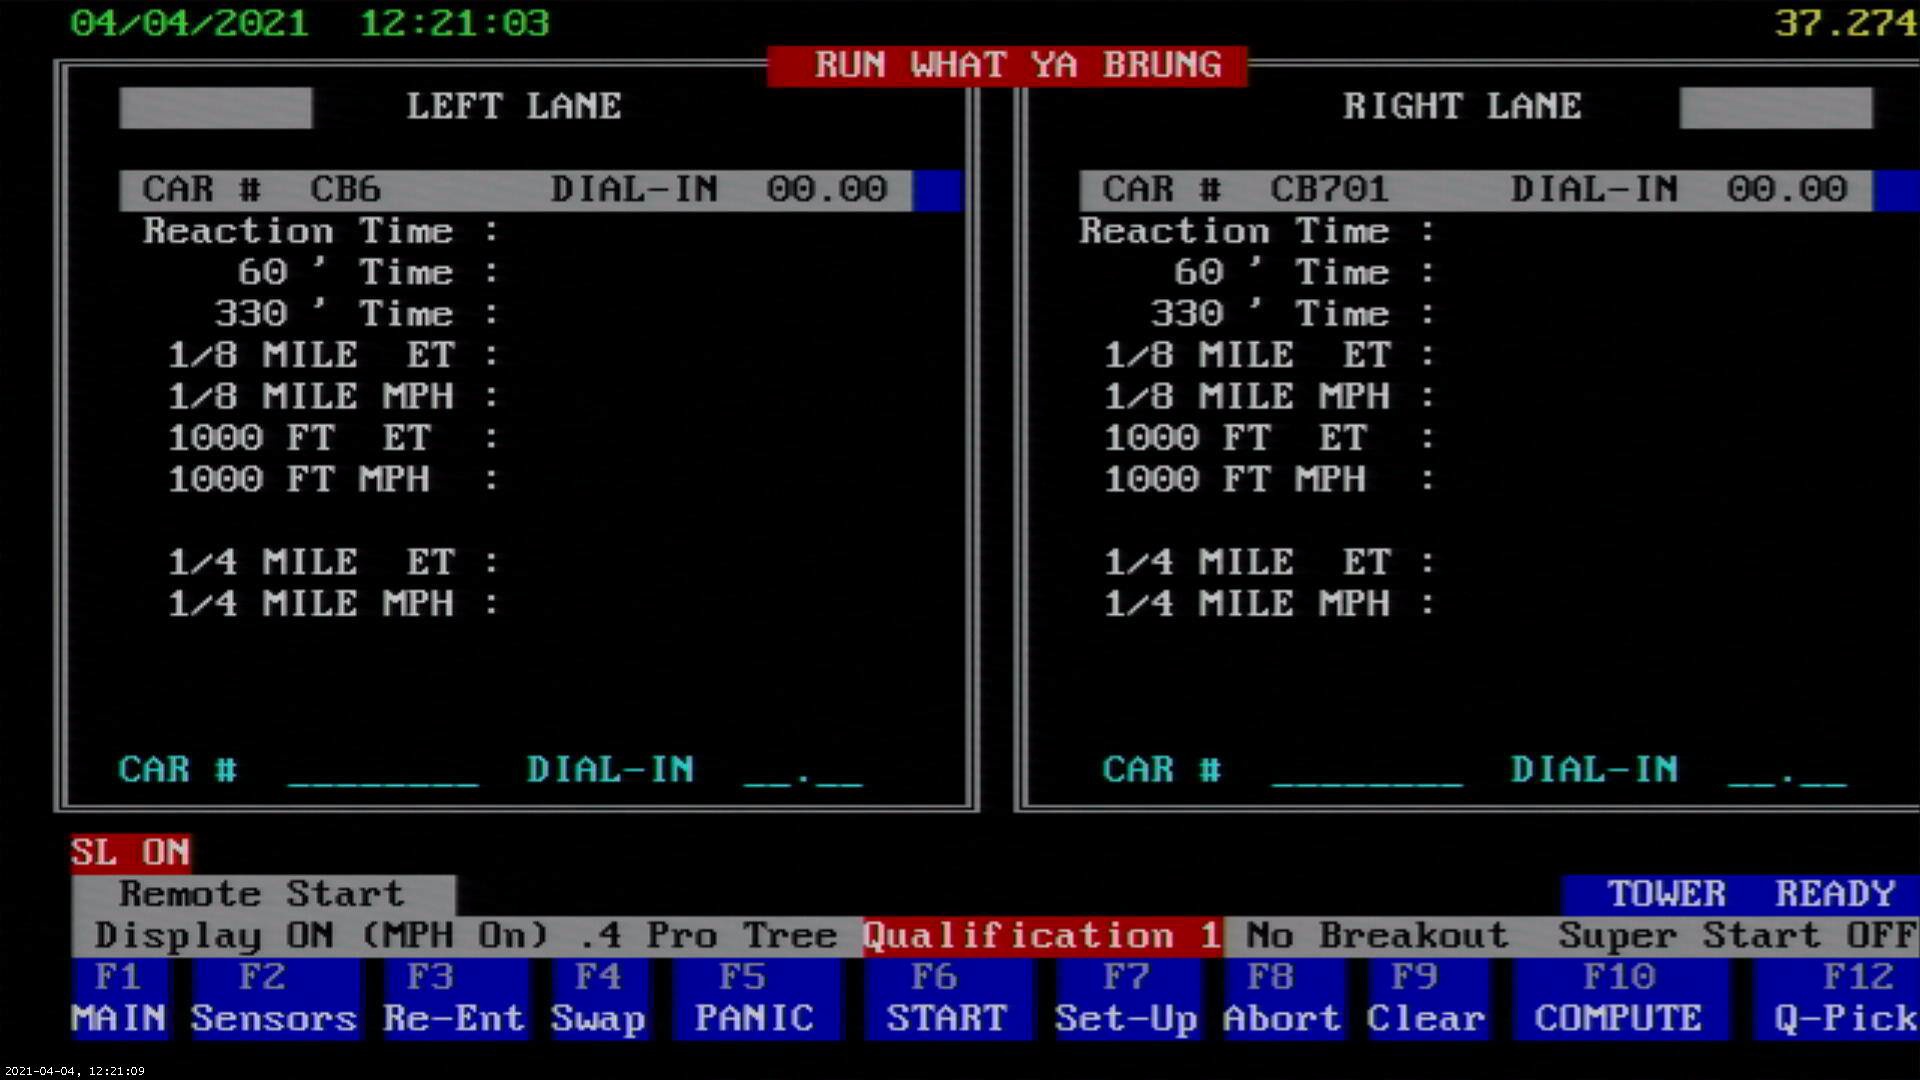 04/04/2021 12:21:03 37.274
RUN WHAT YA BRUNG
LEFT LANE
CAR # CB6 DIAL-IN 00.00
Reaction Time :
60 ' Time :
330 ' Time :
1/8 MILE ET :
1/8 MILE MPH :
1000 FT ET :
1000 FT MPH :
1/4 MILE ET :
1/4 MILE MPH :
CAR # ________ DIAL-IN __.__
RIGHT LANE
CAR # CB701 DIAL-IN 00.00
Reaction Time :
60 ' Time :
330 ' Time :
1/8 MILE ET :
1/8 MILE MPH :
1000 FT ET :
1000 FT MPH :
1/4 MILE ET :
1/4 MILE MPH :
CAR # ________ DIAL-IN __.__
SL ON
Remote Start TOWER READY
Display ON (MPH On) .4 Pro Tree Qualification 1 No Breakout Super Start OFF
F1 F2 F3 F4 F5 F6 F7 F8 F9 F10 F12
MAIN Sensors Re-Ent Swap PANIC START Set-Up Abort Clear COMPUTE Q-Pick
2021-04-04, 12:21:09